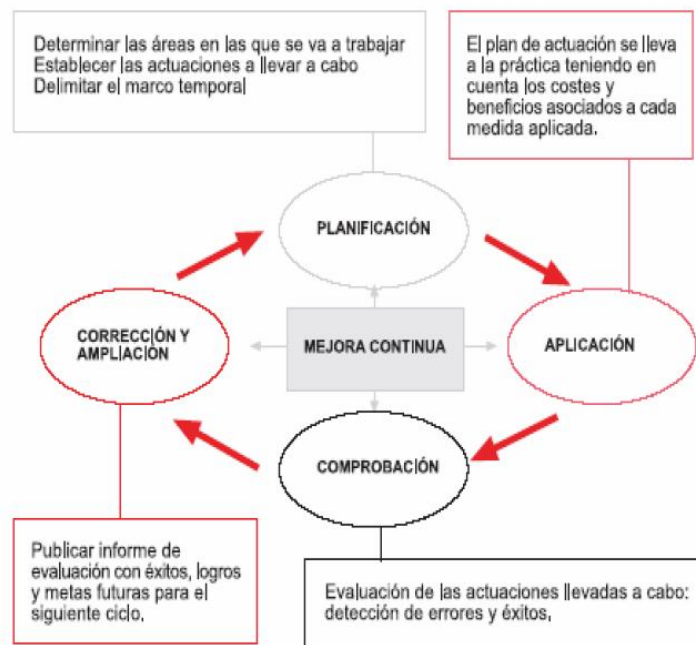 Determinar las áreas en las que se va a trabajar
Establecer las actuaciones a llevar a cabo
Delimitar el marco temporal
El plan de actuación se lleva
a la práctica teniendo en
cuenta los costes y
beneficios asociados a cada
medida aplicada.
PLANIFICACIÓN
CORRECCIÓN Y
AMPLIACIÓN
MEJORA CONTINUA
APLICACIÓN
COMPROBACIÓN
Publicar informe de
evaluación con éxitos, logros
y metas futuras para el
siguiente ciclo.
Evaluación de las actuaciones llevadas a cabo:
detección de errores y éxitos.